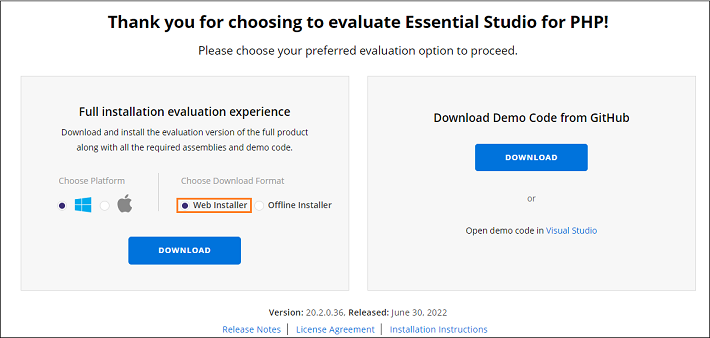 Thank you for choosing to evaluate Essential Studio for PHP!
Please choose your preferred evaluation option to proceed.
Full installation evaluation experience
Download and install the evaluation version of the full product
along with all the required assemblies and demo code.
Choose Platform
Choose Download Format
Web Installer
Offline Installer
DOWNLOAD
Download Demo Code from GitHub
DOWNLOAD
or
Open demo code in Visual Studio
Version: 20.2.0.36. Released: June 30, 2022
Release Notes | License Agreement | Installation Instructions